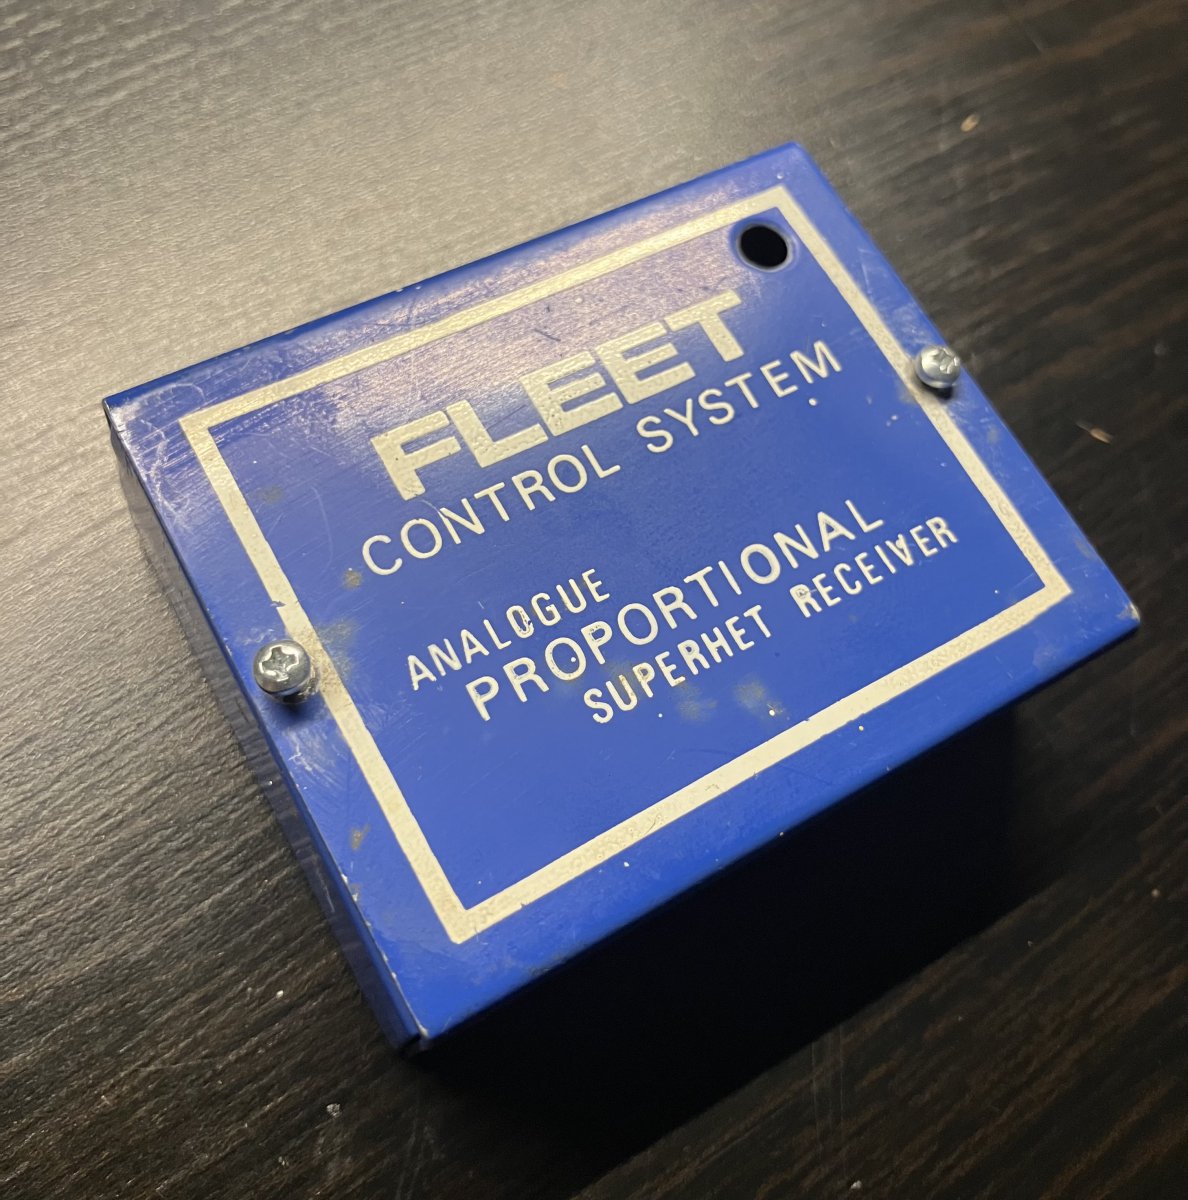 FLEET
CONTROL SYSTEM
ANALOGUE
PROPORTIONAL
SUPERHET RECEIVER